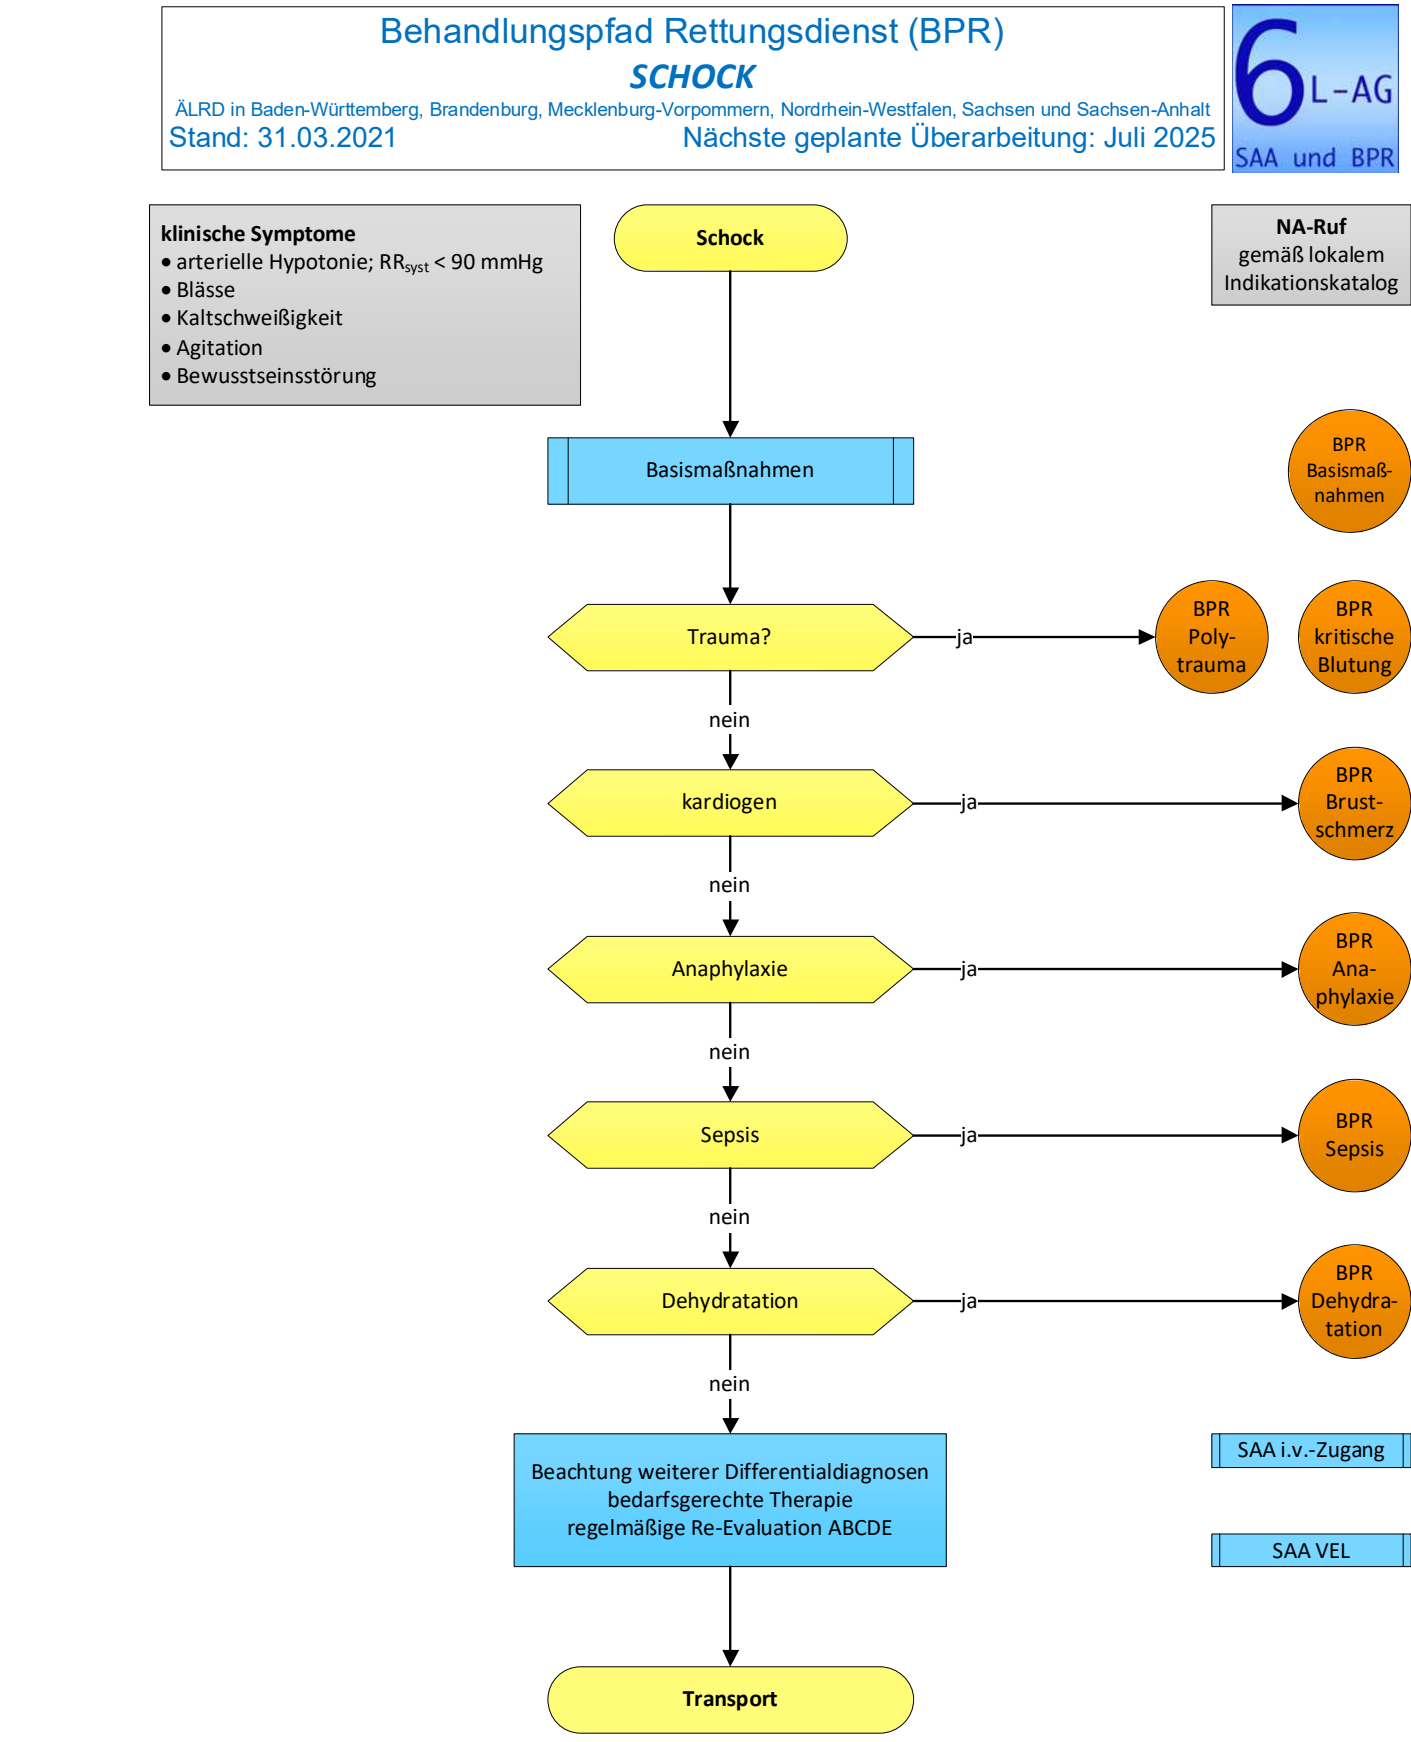 Behandlungspfad Rettungsdienst (BPR)
SCHOCK
ÄLRD in Baden-Württemberg, Brandenburg, Mecklenburg-Vorpommern, Nordrhein-Westfalen, Sachsen und Sachsen-Anhalt
Stand: 31.03.2021 Nächste geplante Überarbeitung: Juli 2025
6L-AG
SAA und BPR
klinische Symptome
• arterielle Hypotonie; RRsyst < 90 mmHg
• Blässe
• Kaltschweißigkeit
• Agitation
• Bewusstseinsstörung
Schock
NA-Ruf
gemäß lokalem
Indikationskatalog
Basismaßnahmen
BPR
Basismaß-
nahmen
Trauma?
ja
BPR
Poly-
trauma
BPR
kritische
Blutung
nein
kardiogen
ja
BPR
Brust-
schmerz
nein
Anaphylaxie
ja
BPR
Ana-
phylaxie
nein
Sepsis
ja
BPR
Sepsis
nein
Dehydratation
ja
BPR
Dehydra-
tation
nein
Beachtung weiterer Differentialdiagnosen
bedarfsgerechte Therapie
regelmäßige Re-Evaluation ABCDE
SAA i.v.-Zugang
SAA VEL
Transport